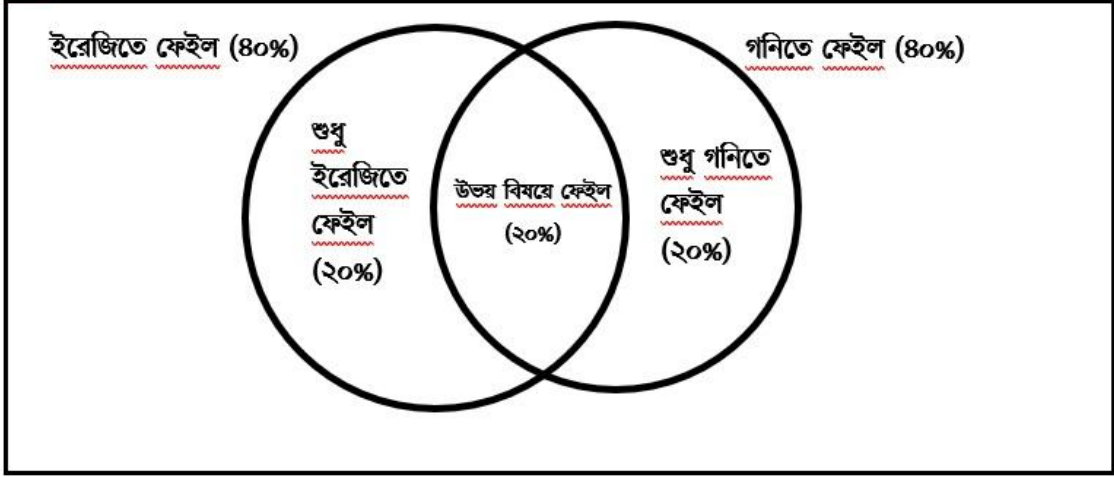 ইরেজিতে ফেইল (৪০%)
গনিতে ফেইল (৪০%)
শুধু
ইরেজিতে
ফেইল
(২০%)
উভয় বিষয়ে ফেইল
(২০%)
শুধু গনিতে
ফেইল
(২০%)